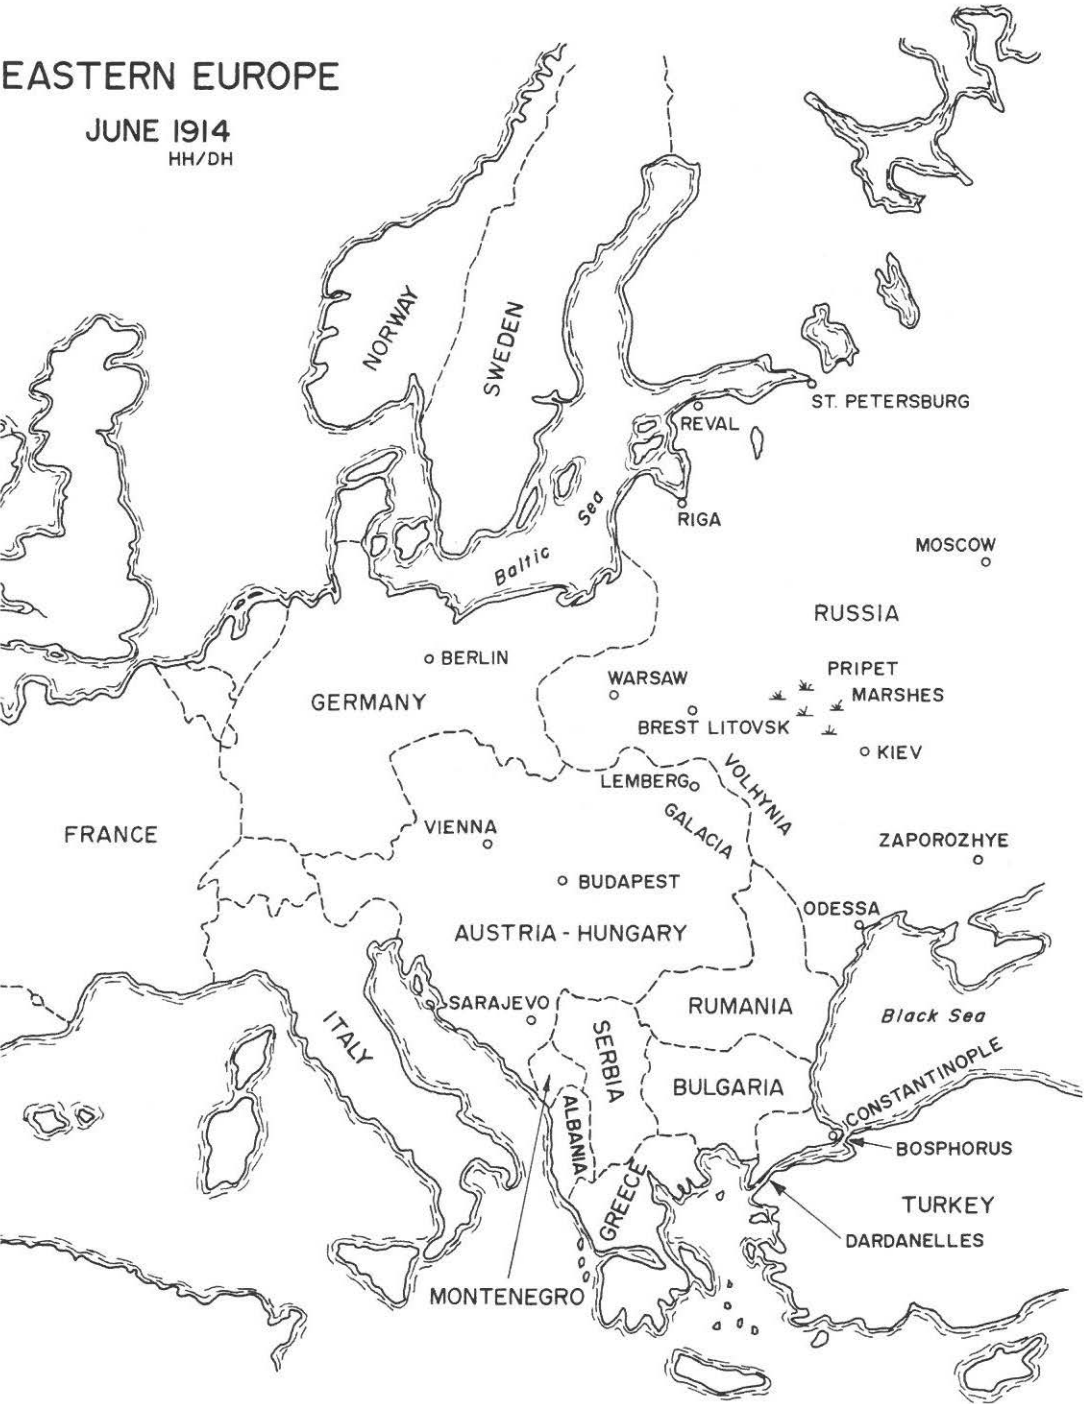 EASTERN EUROPE
JUNE 1914
HH/DH
NORWAY
SWEDEN
ST. PETERSBURG
REVAL
RIGA
Baltic Sea
MOSCOW
RUSSIA
BERLIN
GERMANY
WARSAW
PRIPET
MARSHES
BREST LITOVSK
KIEV
LEMBERG
VOLHYNIA
GALACIA
FRANCE
VIENNA
ZAPOROZHYE
BUDAPEST
ODESSA
AUSTRIA - HUNGARY
SARAJEVO
RUMANIA
Black Sea
ITALY
SERBIA
BULGARIA
CONSTANTINOPLE
ALBANIA
BOSPHORUS
GREECE
TURKEY
DARDANELLES
MONTENEGRO